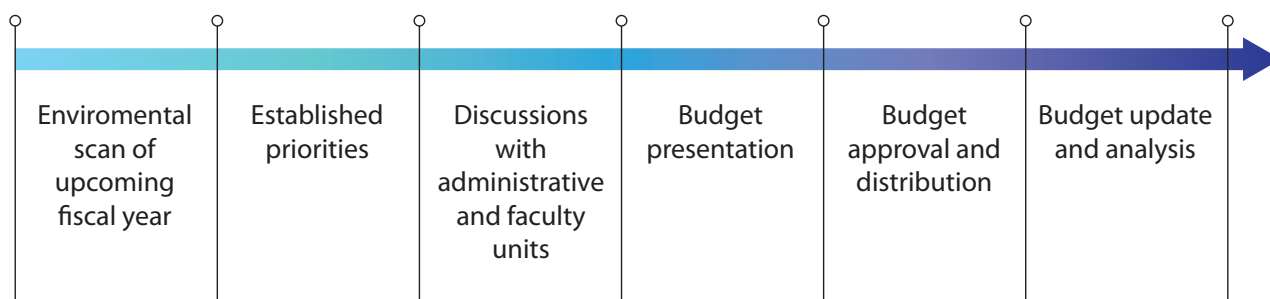 Enviromental
scan of
upcoming
fiscal year
Established
priorities
Discussions
with
administrative
and faculty
units
Budget
presentation
Budget
approval and
distribution
Budget update
and analysis